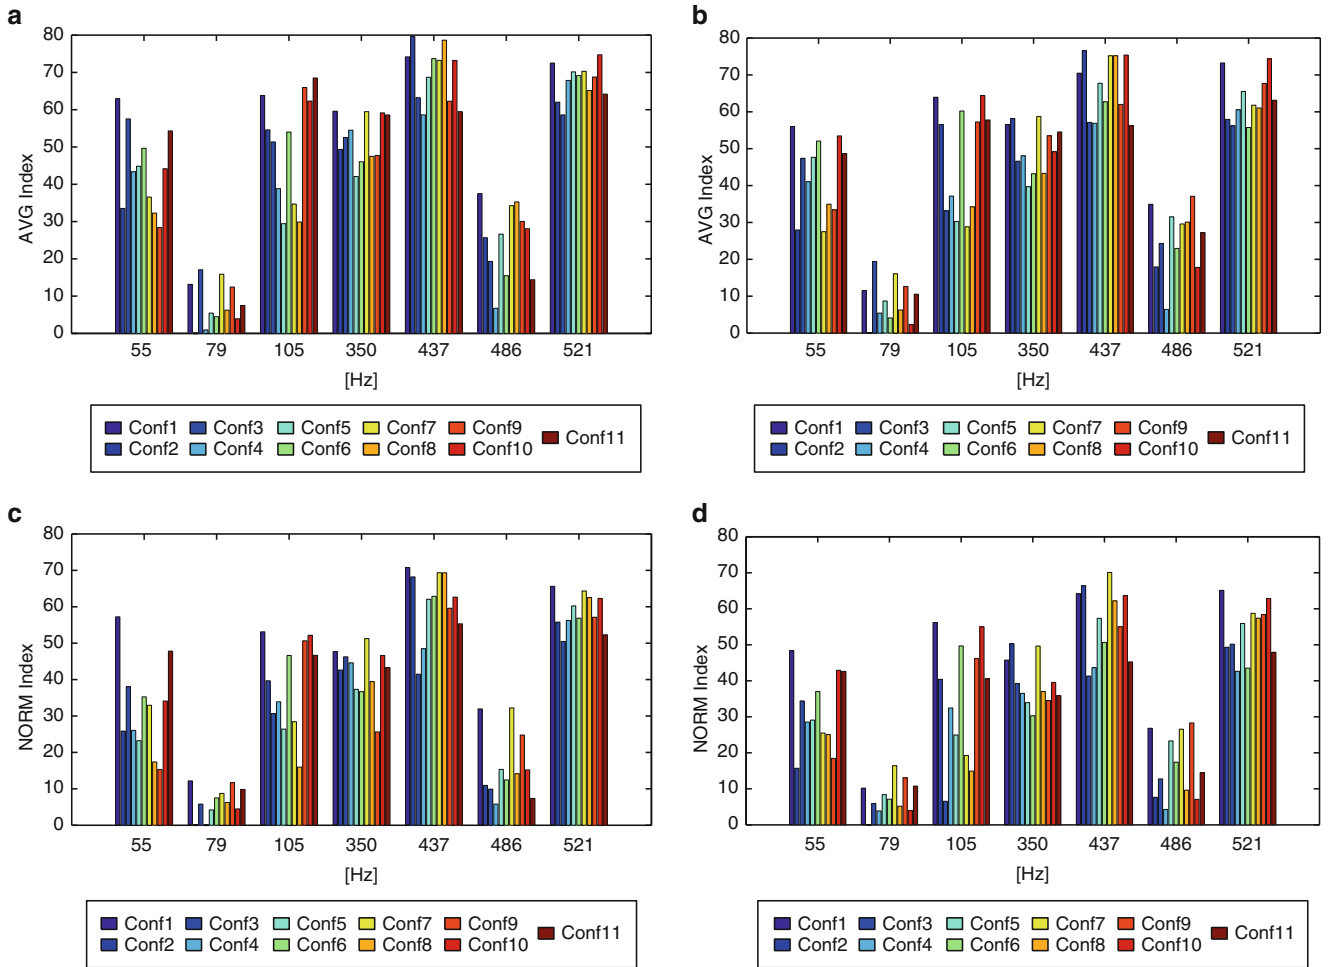 a
80
70
60
50
40
30
20
10
0
AVG Index
55 79 105 350 437 486 521
[Hz]
Conf1 Conf3 Conf5 Conf7 Conf9 Conf11
Conf2 Conf4 Conf6 Conf8 Conf10
b
80
70
60
50
40
30
20
10
0
AVG Index
55 79 105 350 437 486 521
[Hz]
Conf1 Conf3 Conf5 Conf7 Conf9 Conf11
Conf2 Conf4 Conf6 Conf8 Conf10
c
80
70
60
50
40
30
20
10
0
NORM Index
55 79 105 350 437 486 521
[Hz]
Conf1 Conf3 Conf5 Conf7 Conf9 Conf11
Conf2 Conf4 Conf6 Conf8 Conf10
d
80
70
60
50
40
30
20
10
0
NORM Index
55 79 105 350 437 486 521
[Hz]
Conf1 Conf3 Conf5 Conf7 Conf9 Conf11
Conf2 Conf4 Conf6 Conf8 Conf10